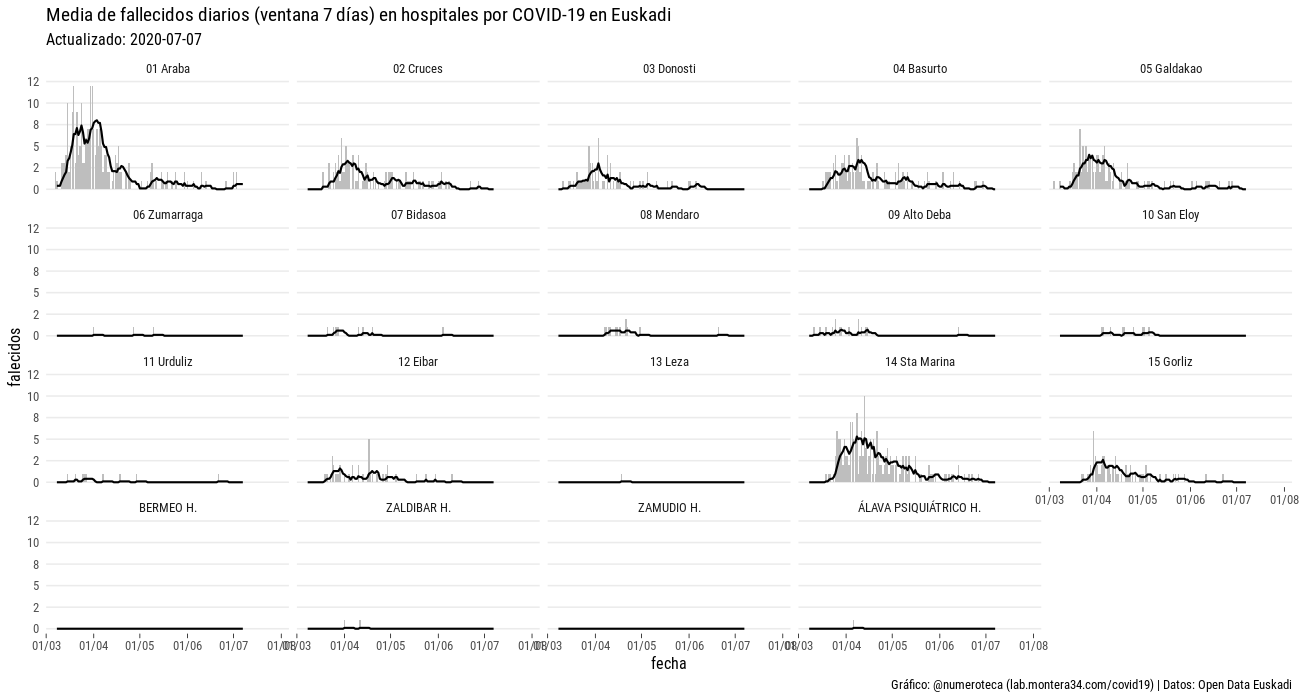 Media de fallecidos diarios (ventana 7 días) en hospitales por COVID-19 en Euskadi
Actualizado: 2020-07-07
01 Araba 02 Cruces 03 Donosti 04 Basurto 05 Galdakao
12
10
8
5
2
0
06 Zumarraga 07 Bidasoa 08 Mendaro 09 Alto Deba 10 San Eloy
12
10
8
5
2
0
falecidos
11 Urduliz 12 Eibar 13 Leza 14 Sta Marina 15 Gorliz
12
10
8
5
2
0
01/03 01/04 01/05 01/06 01/07 01/08
BERMEO H. ZALDIBAR H. ZAMUDIO H. ÁLAVA PSIQUIÁTRICO H.
12
10
8
5
2
0
01/03 01/04 01/05 01/06 01/07 01/08 01/03 01/04 01/05 01/06 01/07 01/08 01/03 01/04 01/05 01/06 01/07 01/08 01/03 01/04 01/05 01/06 01/07 01/08
fecha
Gráfico: @numeroteca (lab.montera34.com/covid19) | Datos: Open Data Euskadi